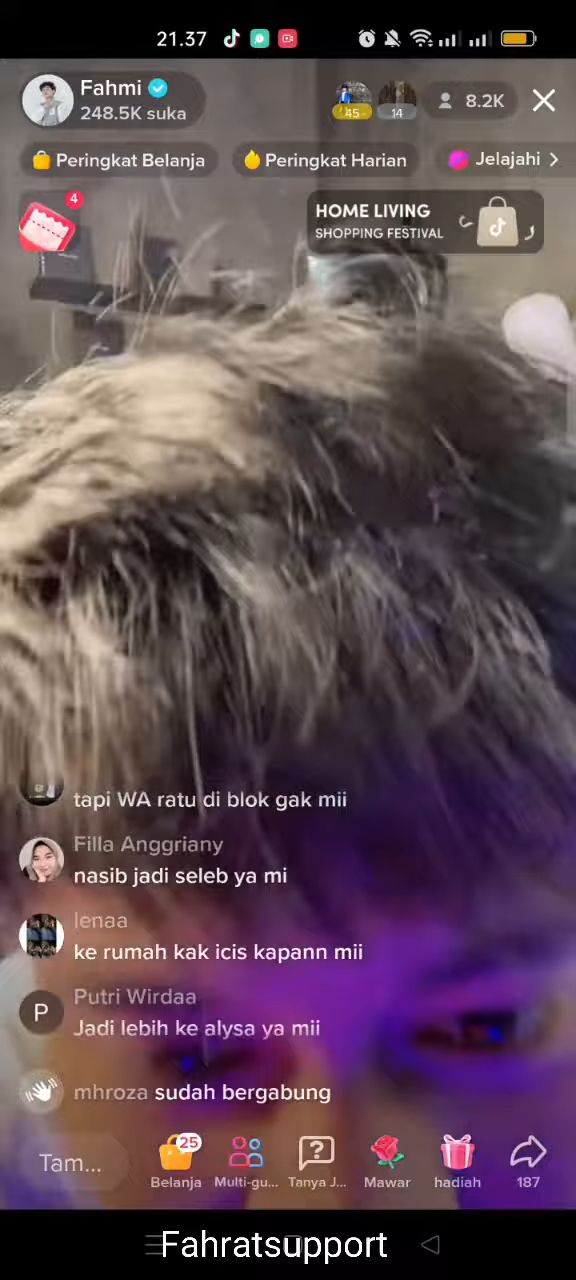 21.37
Fahmi
248.5K suka
45
14
8.2K
Peringkat Belanja
Peringkat Harian
Jelajahi
4
HOME LIVING
SHOPPING FESTIVAL
tapi WA ratu di blok gak mii
Filla Anggriany
nasib jadi seleb ya mi
lenaa
ke rumah kak icis kapann mii
P
Putri Wirdaa
Jadi lebih ke alysa ya mii
mhroza sudah bergabung
Tam...
25
Belanja
Multi-gu...
Tanya J...
Mawar
hadiah
187
Fahratsupport